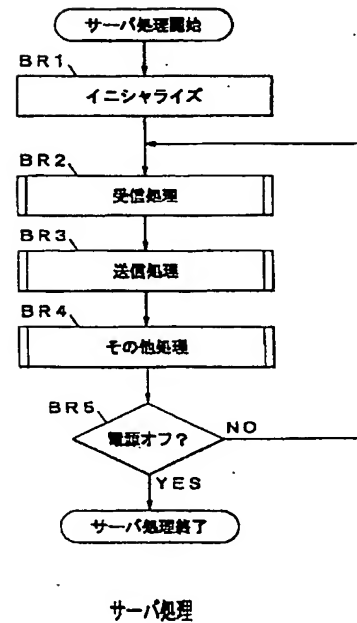 サーバ処理開始
BR1
イニシャライズ
BR2
受信処理
BR3
送信処理
BR4
その他処理
BR5
電源オフ?
NO
YES
サーバ処理終了
サーバ処理